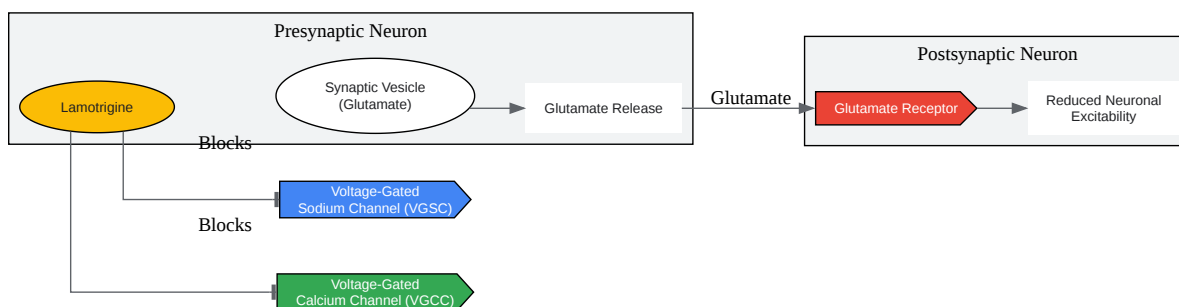 Presynaptic Neuron
Lamotrigine
Synaptic Vesicle
(Glutamate)
Glutamate Release
Glutamate
Postsynaptic Neuron
Glutamate Receptor
Reduced Neuronal
Excitability
Blocks
Voltage-Gated
Sodium Channel (VGSC)
Blocks
Voltage-Gated
Calcium Channel (VGCC)